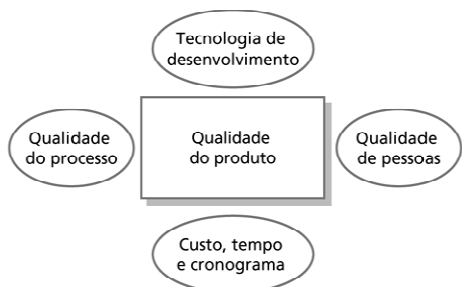 Tecnologia de
desenvolvimento
Qualidade
do processo
Qualidade
do produto
Qualidade
de pessoas
Custo, tempo
e cronograma